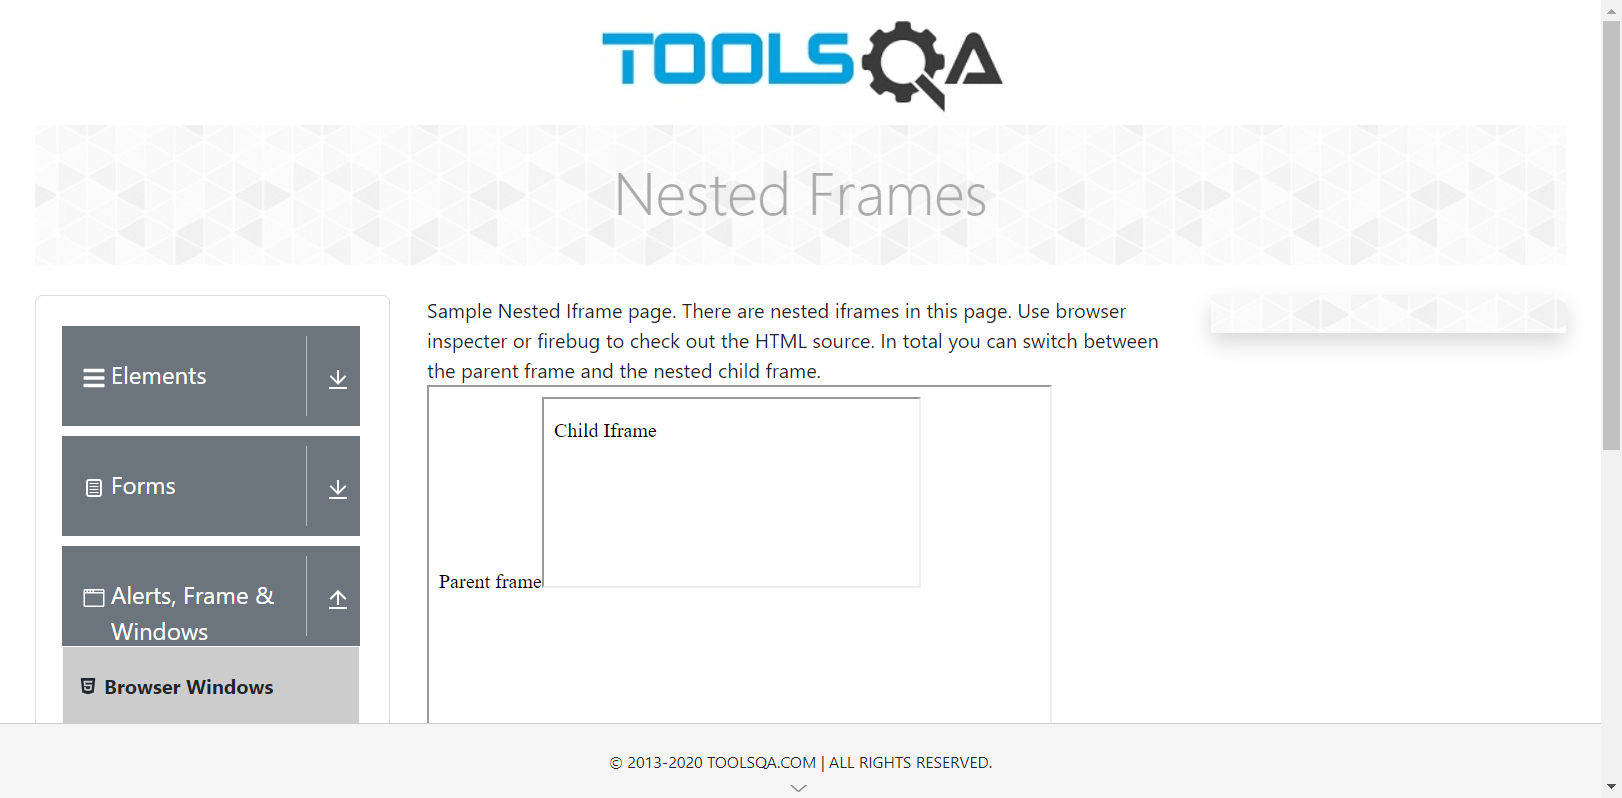 TOOLSQA
Nested Frames
Elements
Forms
Alerts, Frame &
Windows
Browser Windows
Sample Nested Iframe page. There are nested iframes in this page. Use browser
inspecter or firebug to check out the HTML source. In total you can switch between
the parent frame and the nested child frame.
Child Iframe
Parent frame
© 2013-2020 TOOLSQA.COM | ALL RIGHTS RESERVED.